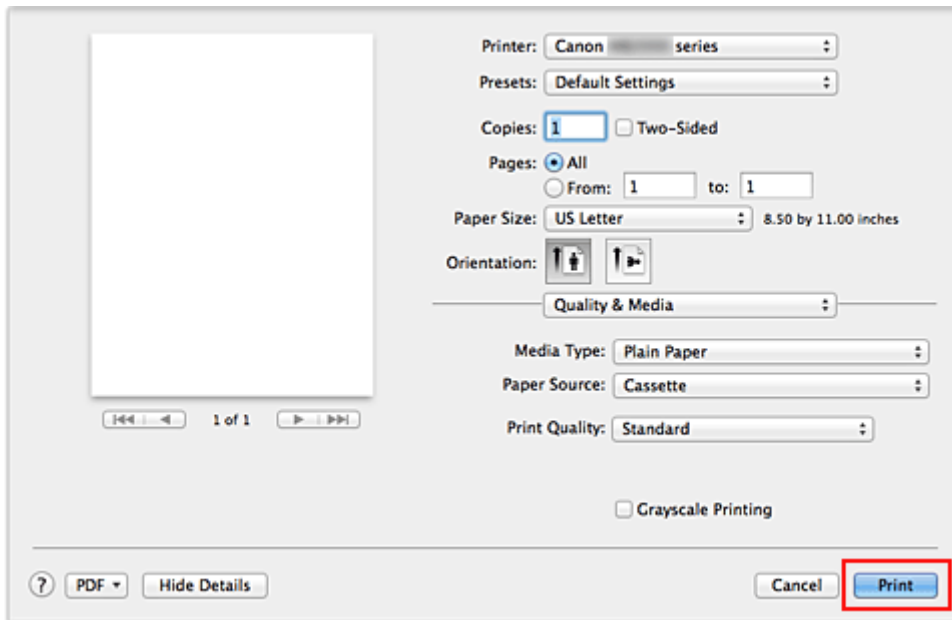 Printer: Canon series
Presets: Default Settings
Copies: 1 Two-Sided
Pages: All
From: 1 to: 1
Paper Size: US Letter 8.50 by 11.00 inches
Orientation:
Quality & Media
Media Type: Plain Paper
Paper Source: Cassette
1 of 1
Print Quality: Standard
Grayscale Printing
? PDF Hide Details Cancel Print